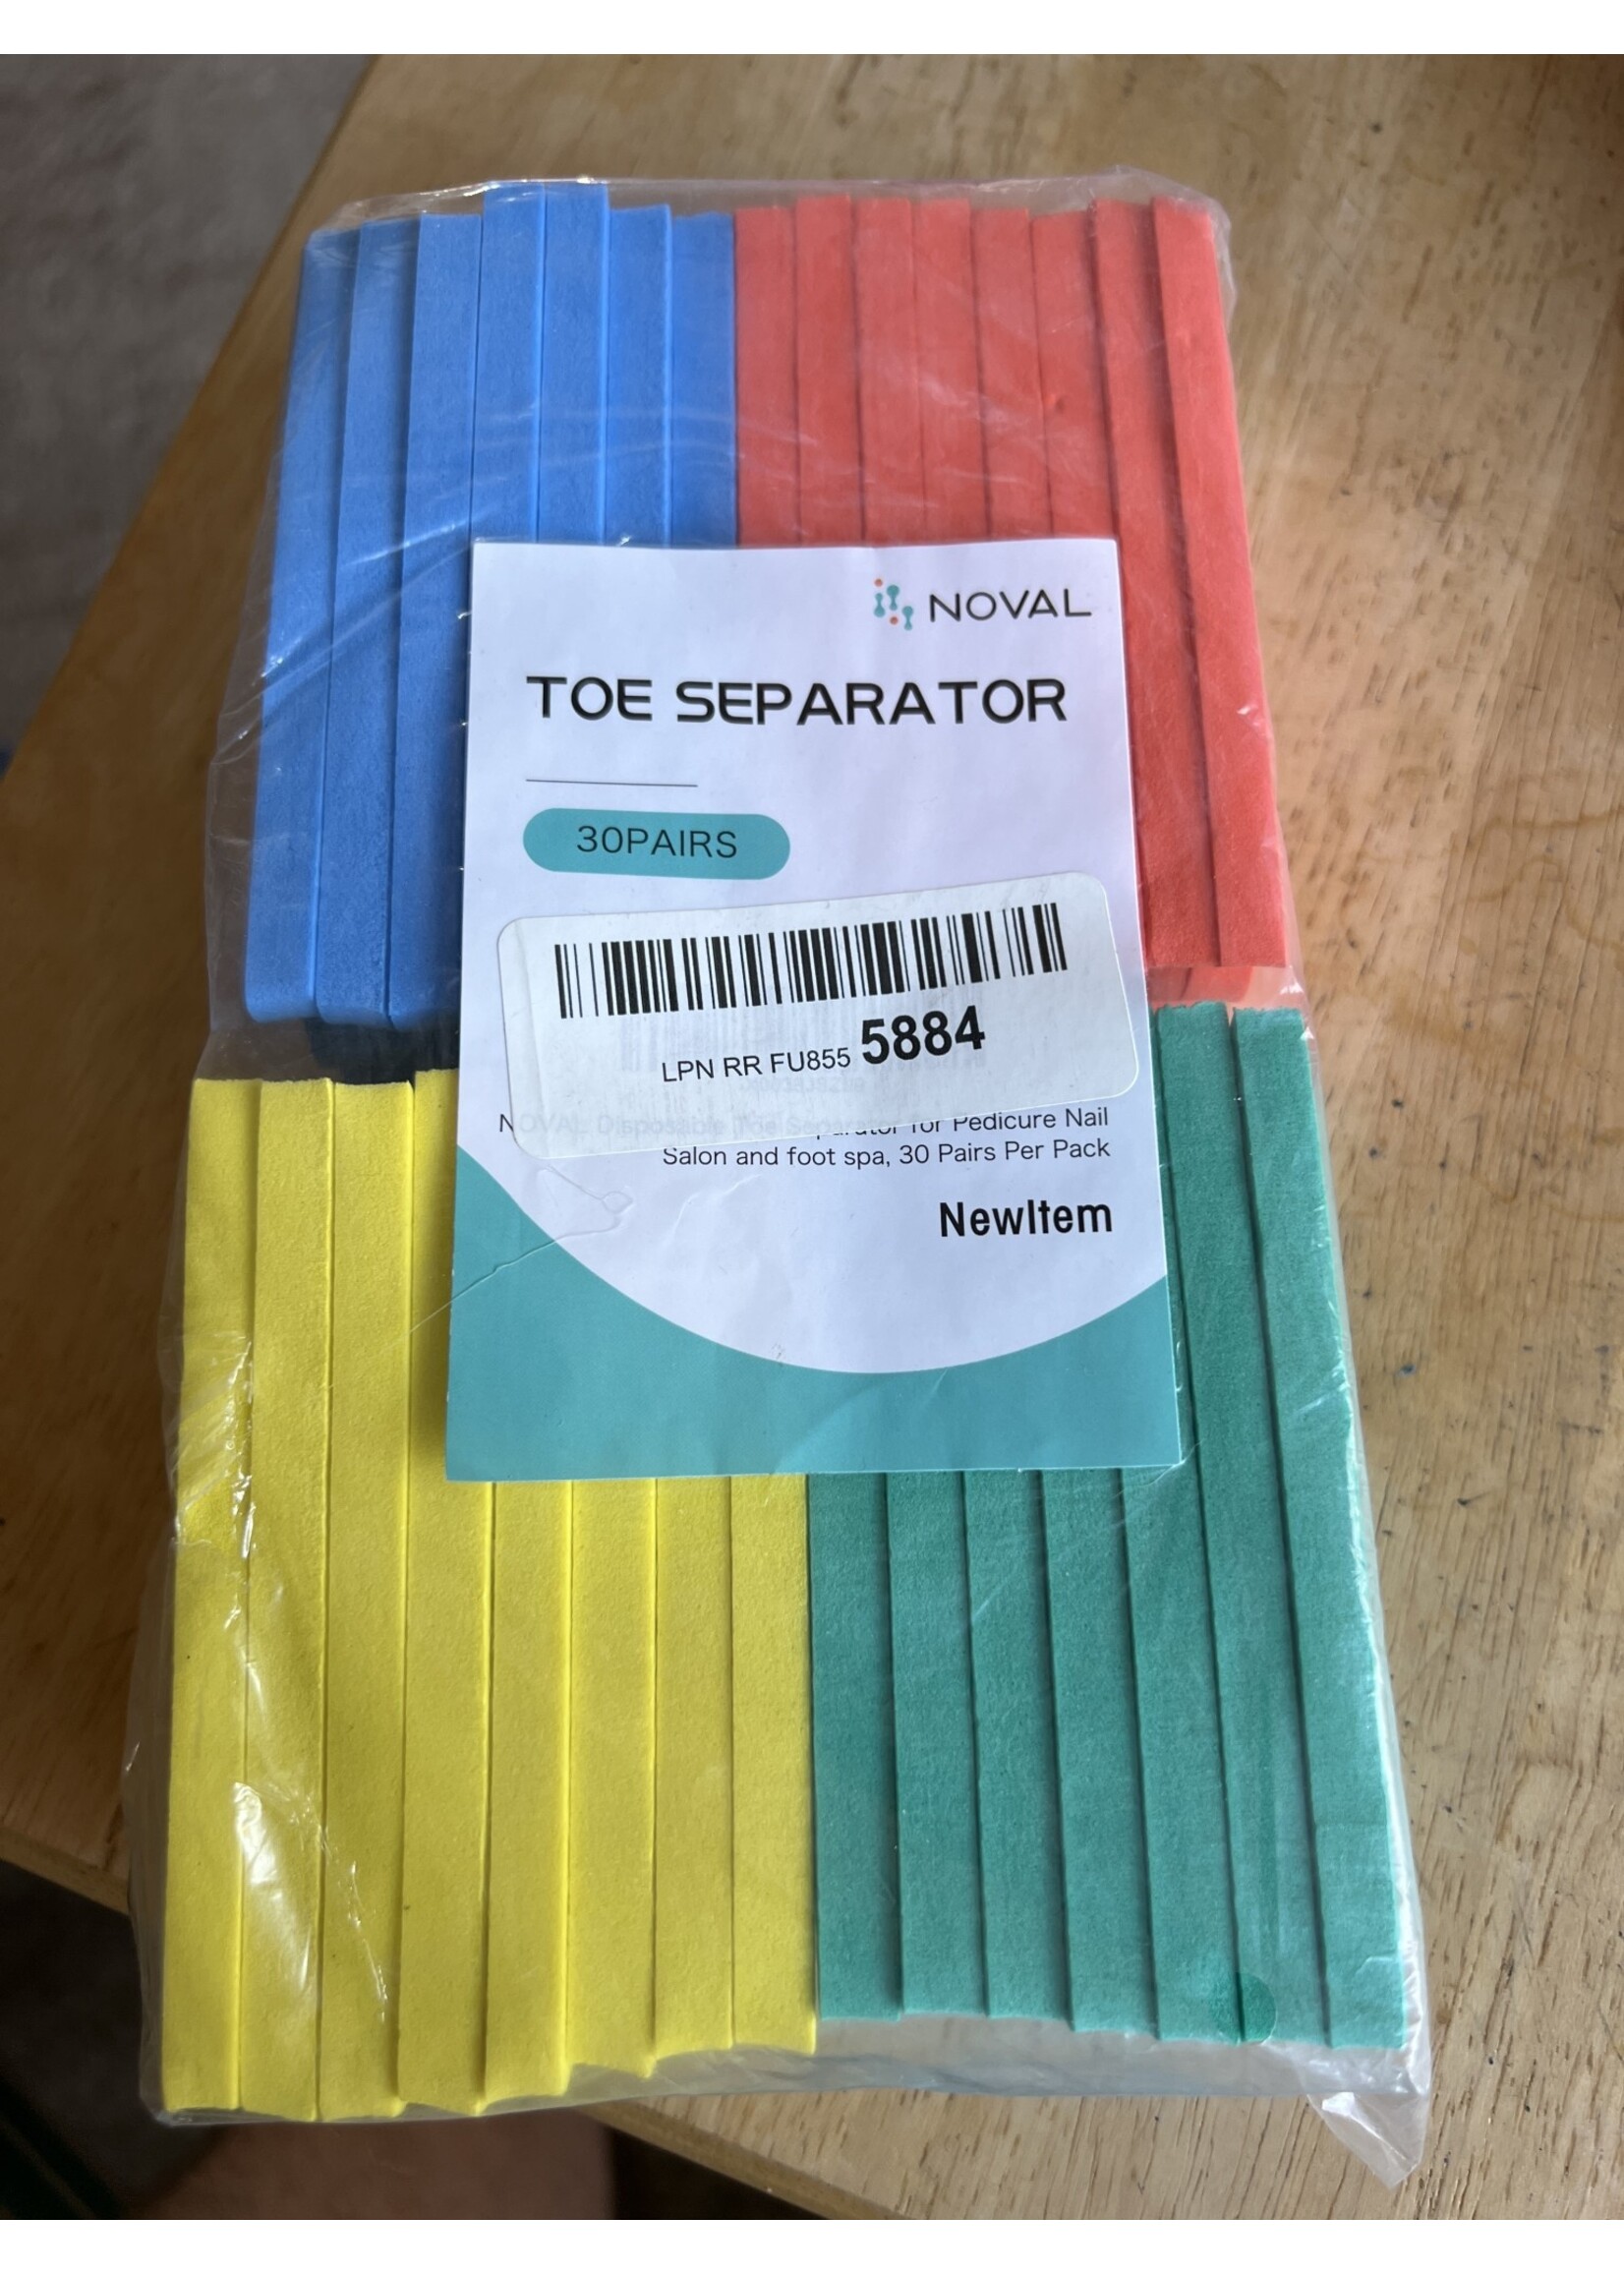 NOVAL
TOE SEPARATOR
30PAIRS
LPN RR FU855 5884
NOVAL Disposable Toe Separator for Pedicure Nail
Salon and foot spa, 30 Pairs Per Pack
NewItem